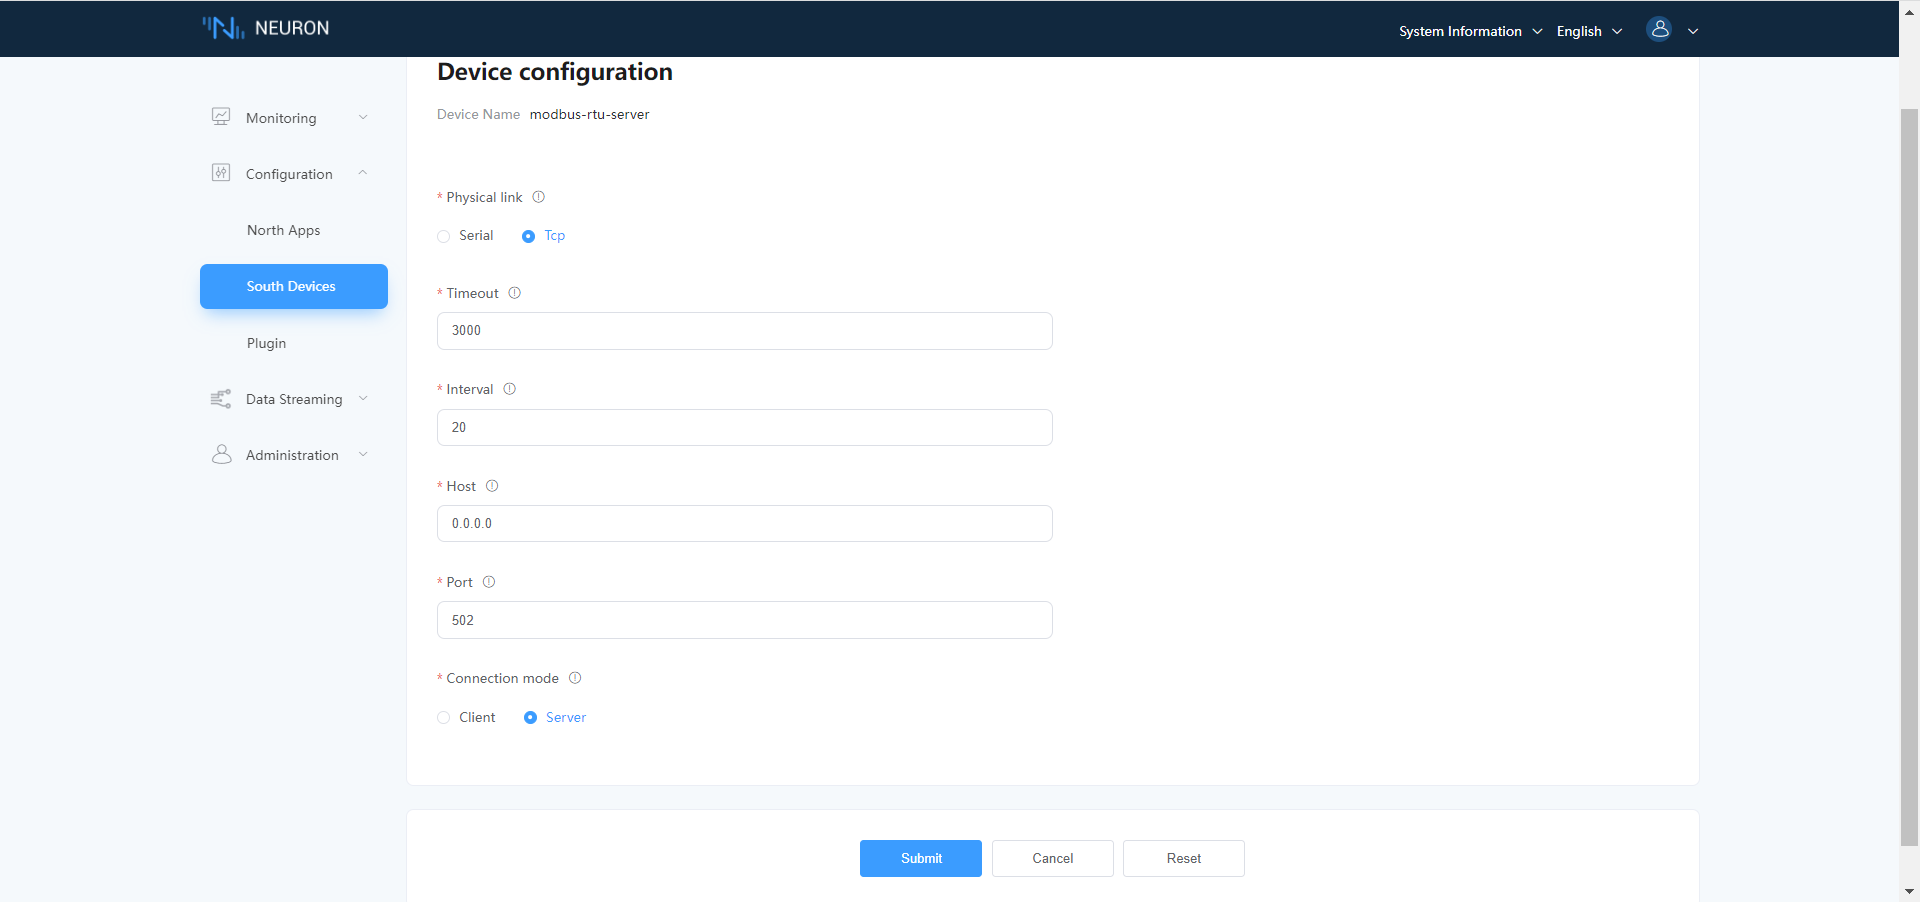 NEURON
System Information
English
Monitoring
Configuration
North Apps
South Devices
Plugin
Data Streaming
Administration
Device configuration
Device Name modbus-rtu-server
* Physical link
Serial Tcp
* Timeout
3000
* Interval
20
* Host
0.0.0.0
* Port
502
* Connection mode
Client Server
Submit Cancel Reset